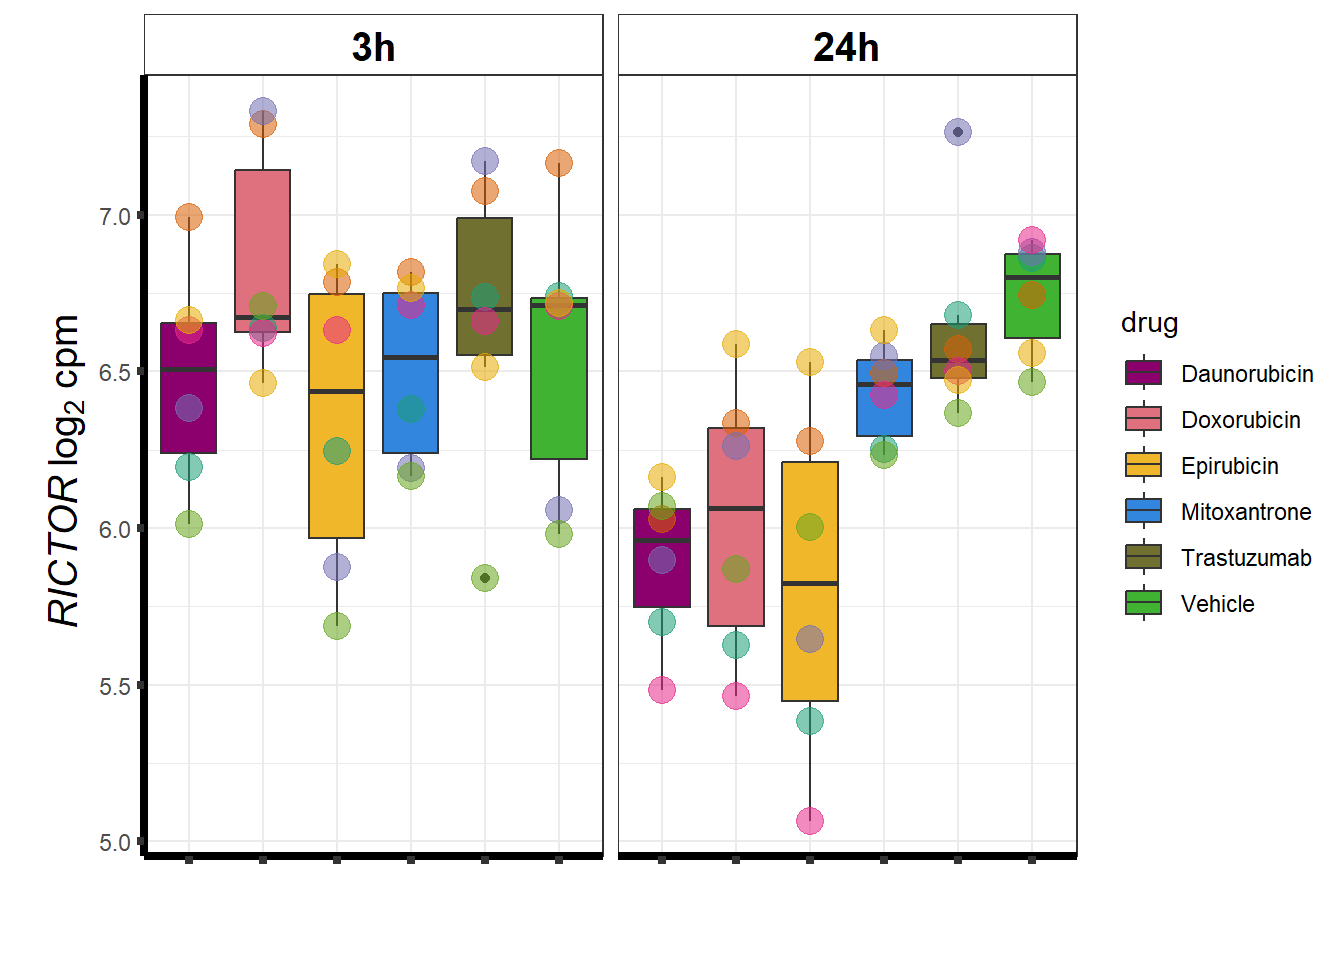 3h
24h
RICTOR log₂ cpm
7.0
6.5
6.0
5.5
5.0
drug
Daunorubicin
Doxorubicin
Epirubicin
Mitoxantrone
Trastuzumab
Vehicle